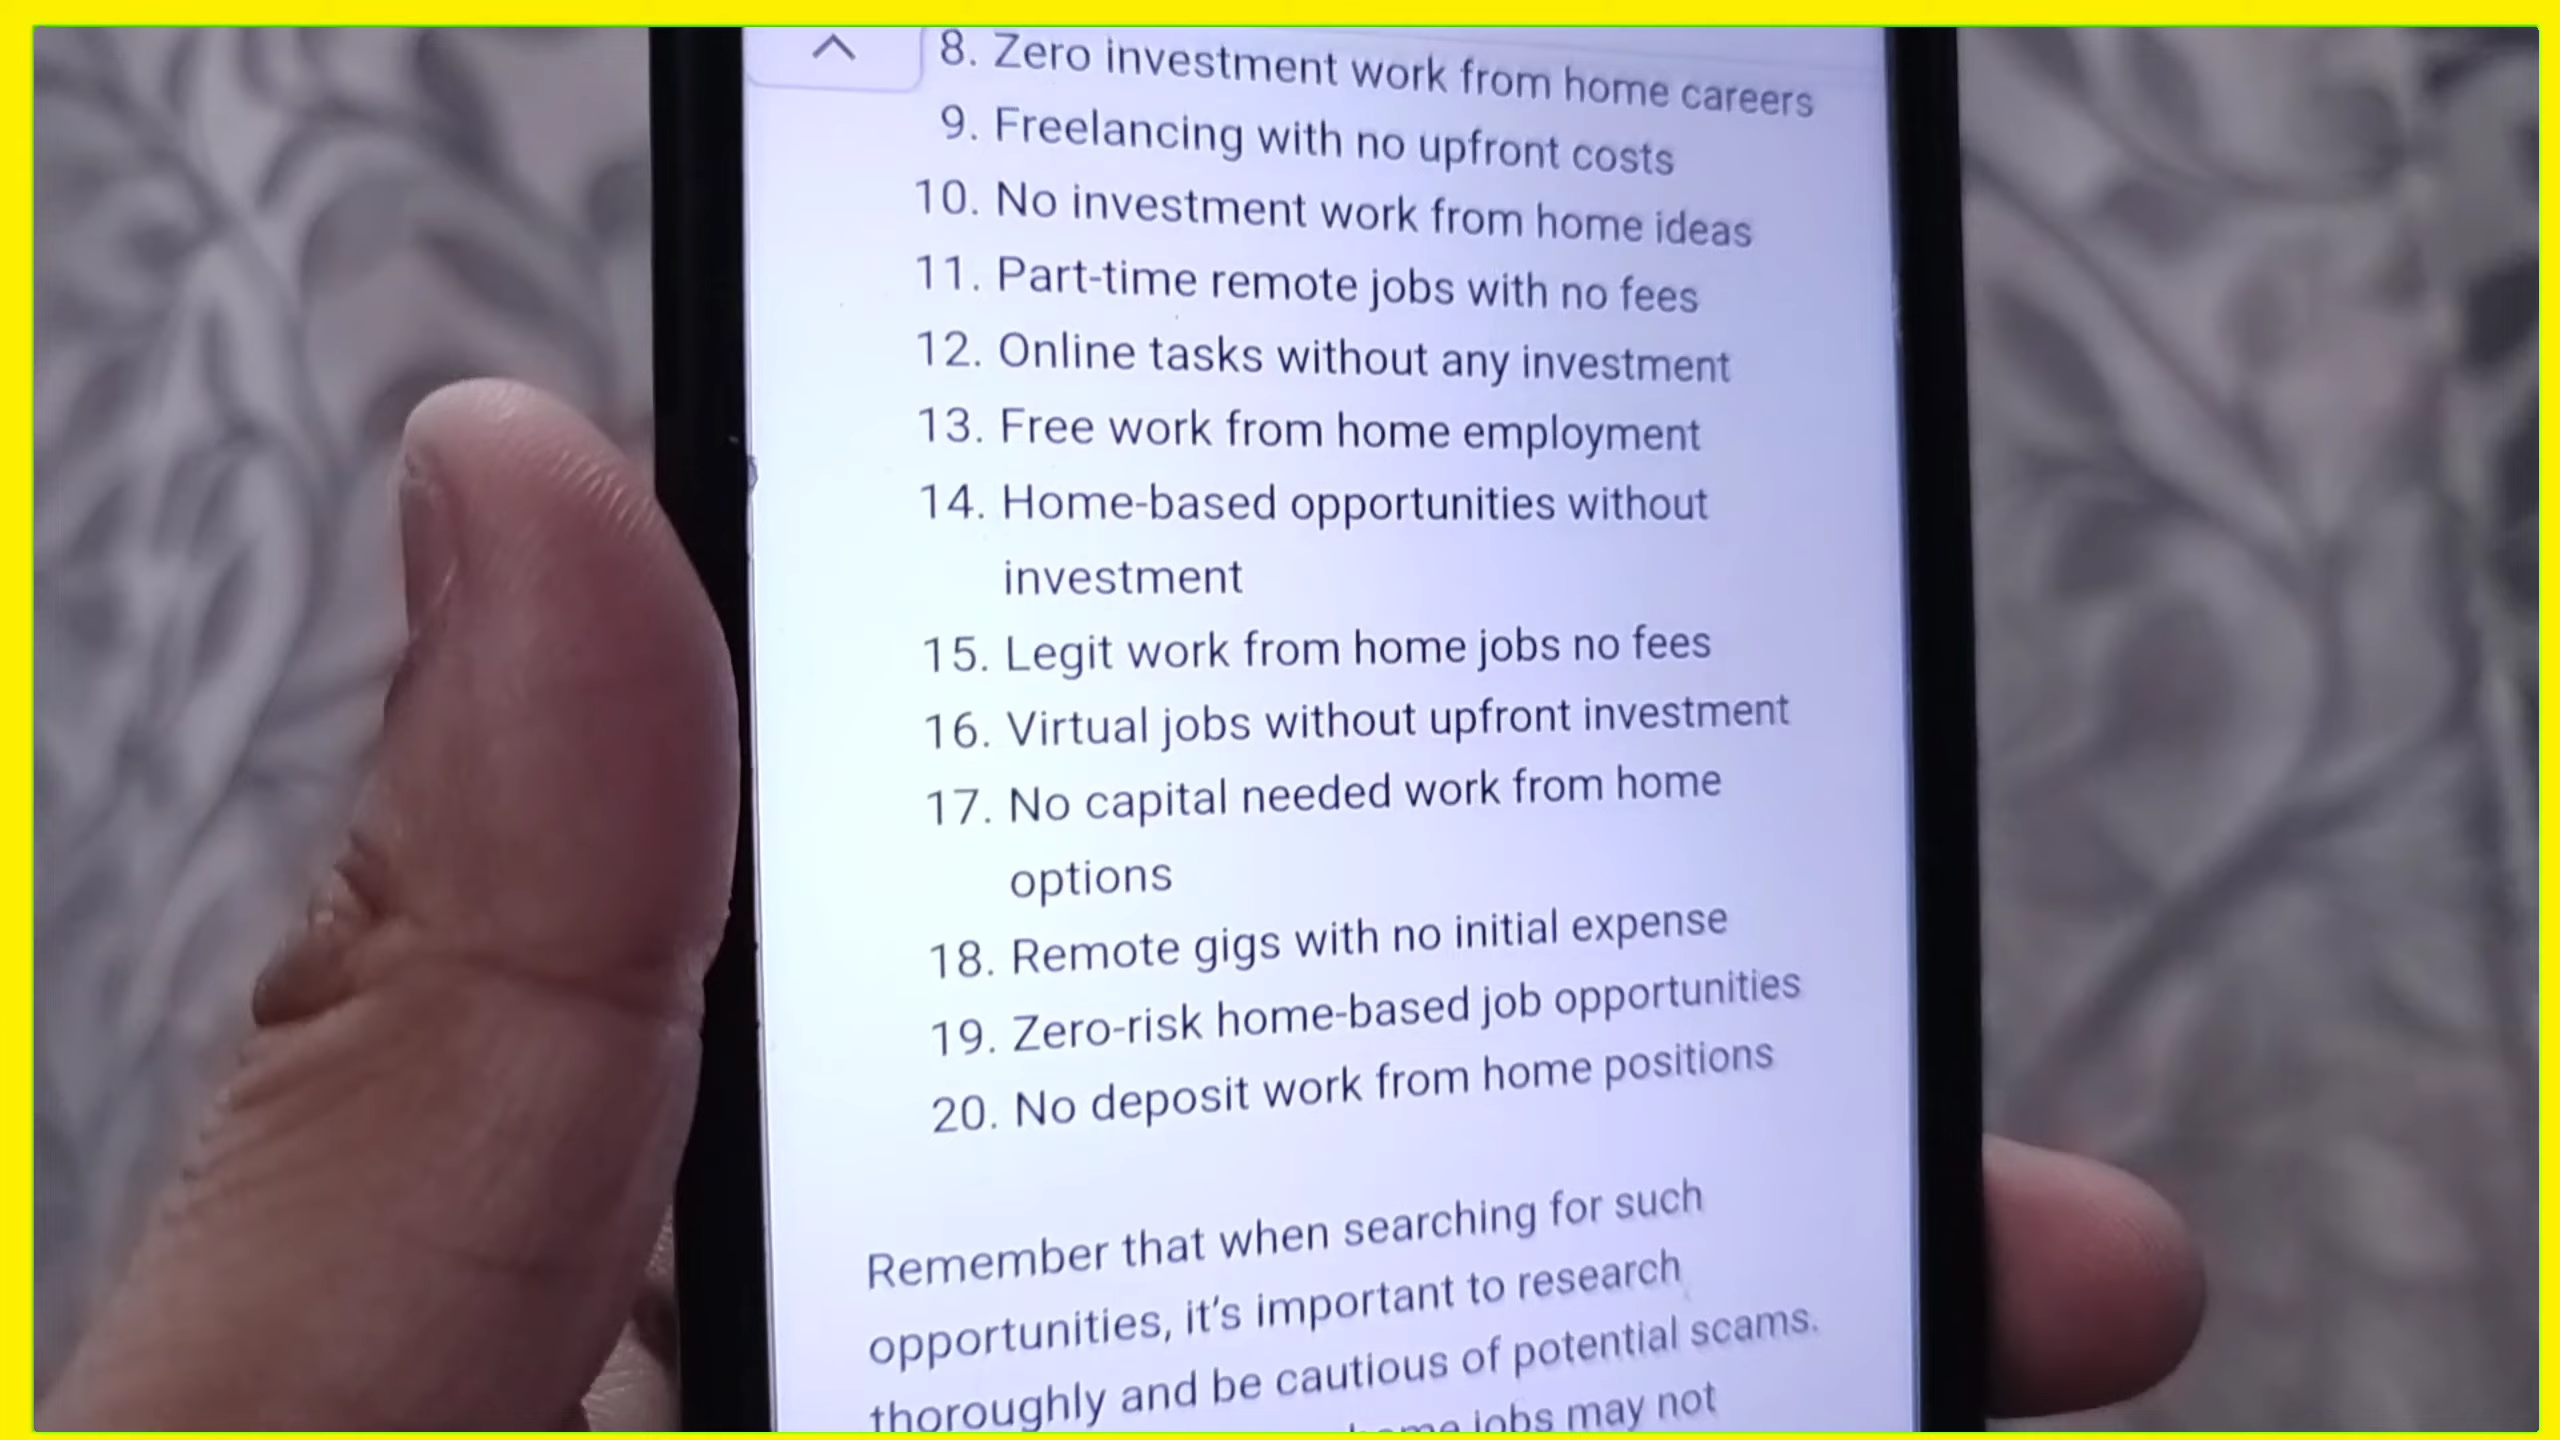 8. Zero investment work from home careers
9. Freelancing with no upfront costs
10. No investment work from home ideas
11. Part-time remote jobs with no fees
12. Online tasks without any investment
13. Free work from home employment
14. Home-based opportunities without
investment
15. Legit work from home jobs no fees
16. Virtual jobs without upfront investment
17. No capital needed work from home
options
18. Remote gigs with no initial expense
19. Zero-risk home-based job opportunities
20. No deposit work from home positions
Remember that when searching for such
opportunities, it's important to research
thoroughly and be cautious of potential scams.
jobs may not